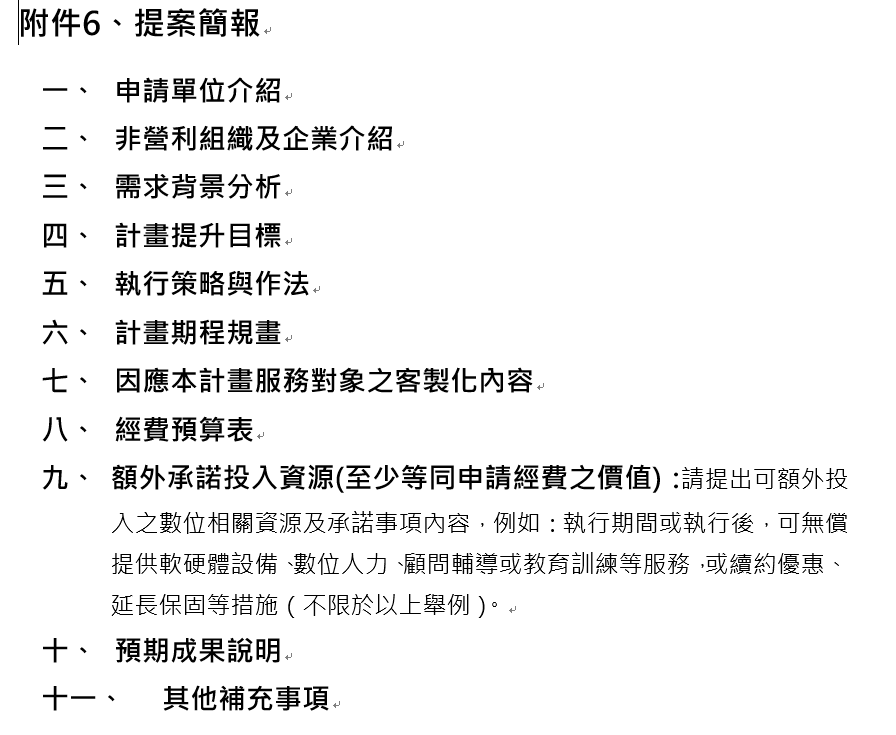 附件6、提案簡報
一、 申請單位介紹
二、 非營利組織及企業介紹
三、 需求背景分析
四、 計畫提升目標
五、 執行策略與作法
六、 計畫期程規畫
七、 因應本計畫服務對象之客製化內容
八、 經費預算表
九、 額外承諾投入資源(至少等同申請經費之價值)：請提出可額外投
入之數位相關資源及承諾事項內容，例如：執行期間或執行後，可無償
提供軟硬體設備、數位人力、顧問輔導或教育訓練等服務，或續約優惠、
延長保固等措施（不限於以上舉例）。
十、 預期成果說明
十一、 其他補充事項